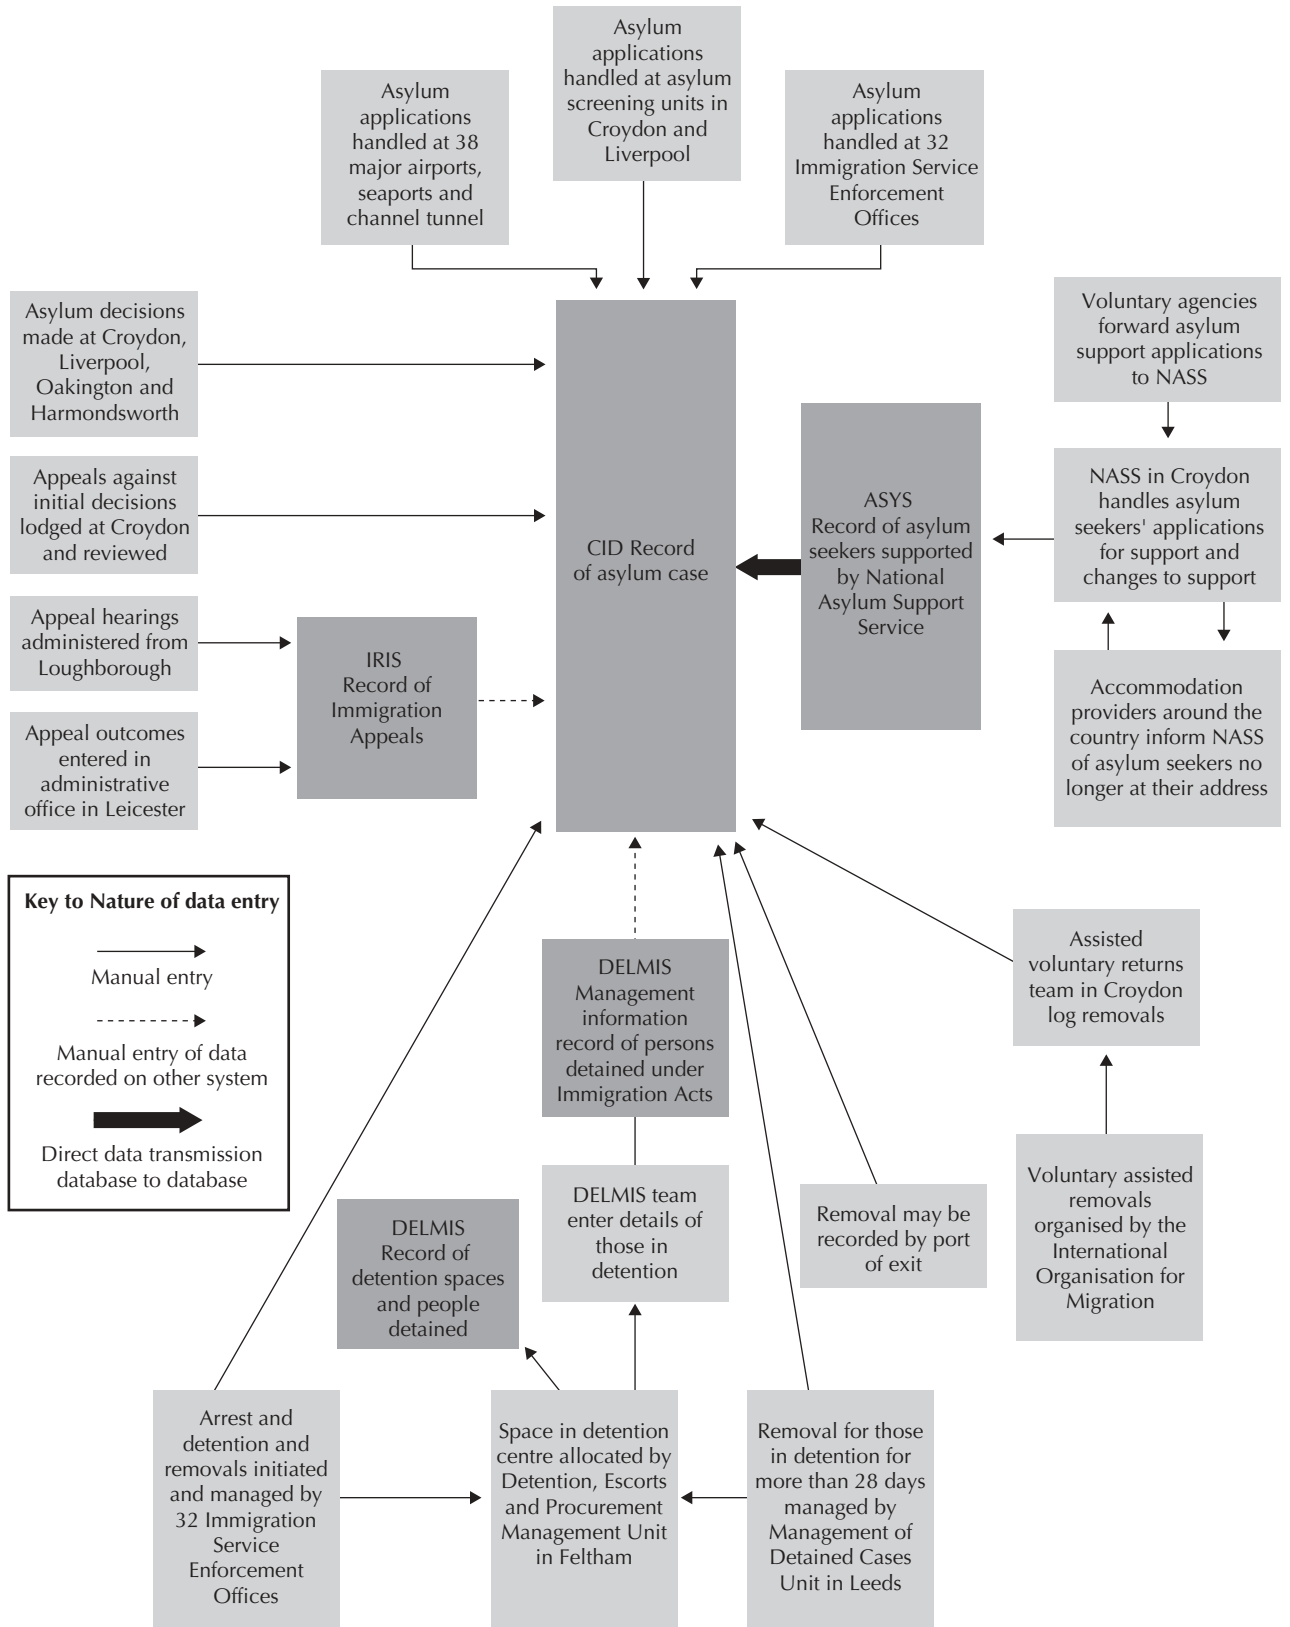 Asylum
applications
handled at asylum
screening units in
Croydon and
Liverpool
Asylum
applications
handled at 38
major airports,
seaports and
channel tunnel
Asylum
applications
handled at 32
Immigration Service
Enforcement
Offices
Asylum decisions
made at Croydon,
Liverpool,
Oakington and
Harmondsworth
Voluntary agencies
forward asylum
support applications
to NASS
Appeals against
initial decisions
lodged at Croydon
and reviewed
CID Record
of asylum case
ASYS
Record of asylum
seekers supported
by National
Asylum Support
Service
NASS in Croydon
handles asylum
seekers' applications
for support and
changes to support
Appeal hearings
administered from
Loughborough
IRIS
Record of
Immigration
Appeals
Accommodation
providers around the
country inform NASS
of asylum seekers no
longer at their address
Appeal outcomes
entered in
administrative
office in Leicester
Key to Nature of data entry
Manual entry
Manual entry of data
recorded on other system
Direct data transmission
database to database
DELMIS
Management
information
record of persons
detained under
Immigration Acts
Assisted
voluntary returns
team in Croydon
log removals
DELMIS
Record of
detention spaces
and people
detained
DELMIS team
enter details of
those in
detention
Removal may be
recorded by port
of exit
Voluntary assisted
removals
organised by the
International
Organisation for
Migration
Arrest and
detention and
removals initiated
and managed by
32 Immigration
Service
Enforcement
Offices
Space in detention
centre allocated by
Detention, Escorts
and Procurement
Management Unit
in Feltham
Removal for those
in detention for
more than 28 days
managed by
Management of
Detained Cases
Unit in Leeds